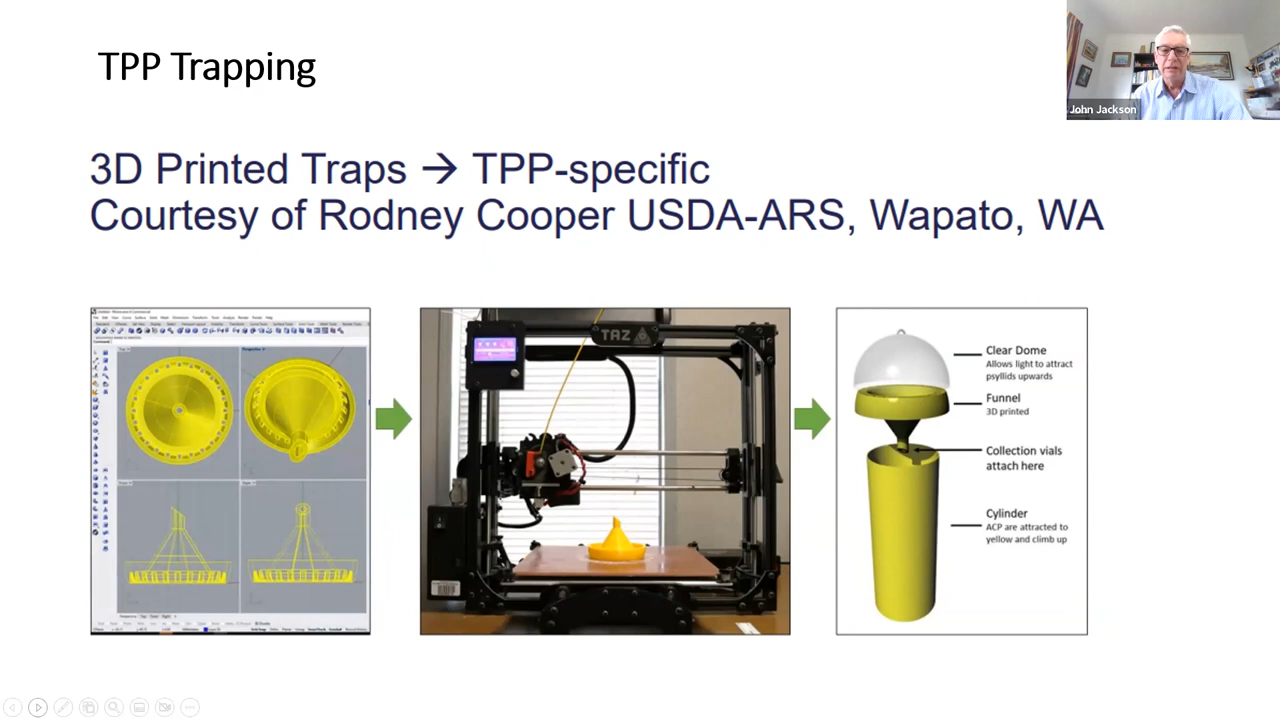 TPP Trapping
John Jackson
3D Printed Traps → TPP-specific
Courtesy of Rodney Cooper USDA-ARS, Wapato, WA
TAZ
Clear Dome
Allows light to attract
psyllids upwards
Funnel
3D printed
Collection vials
attach here
Cylinder
ACP are attracted to
yellow and climb up